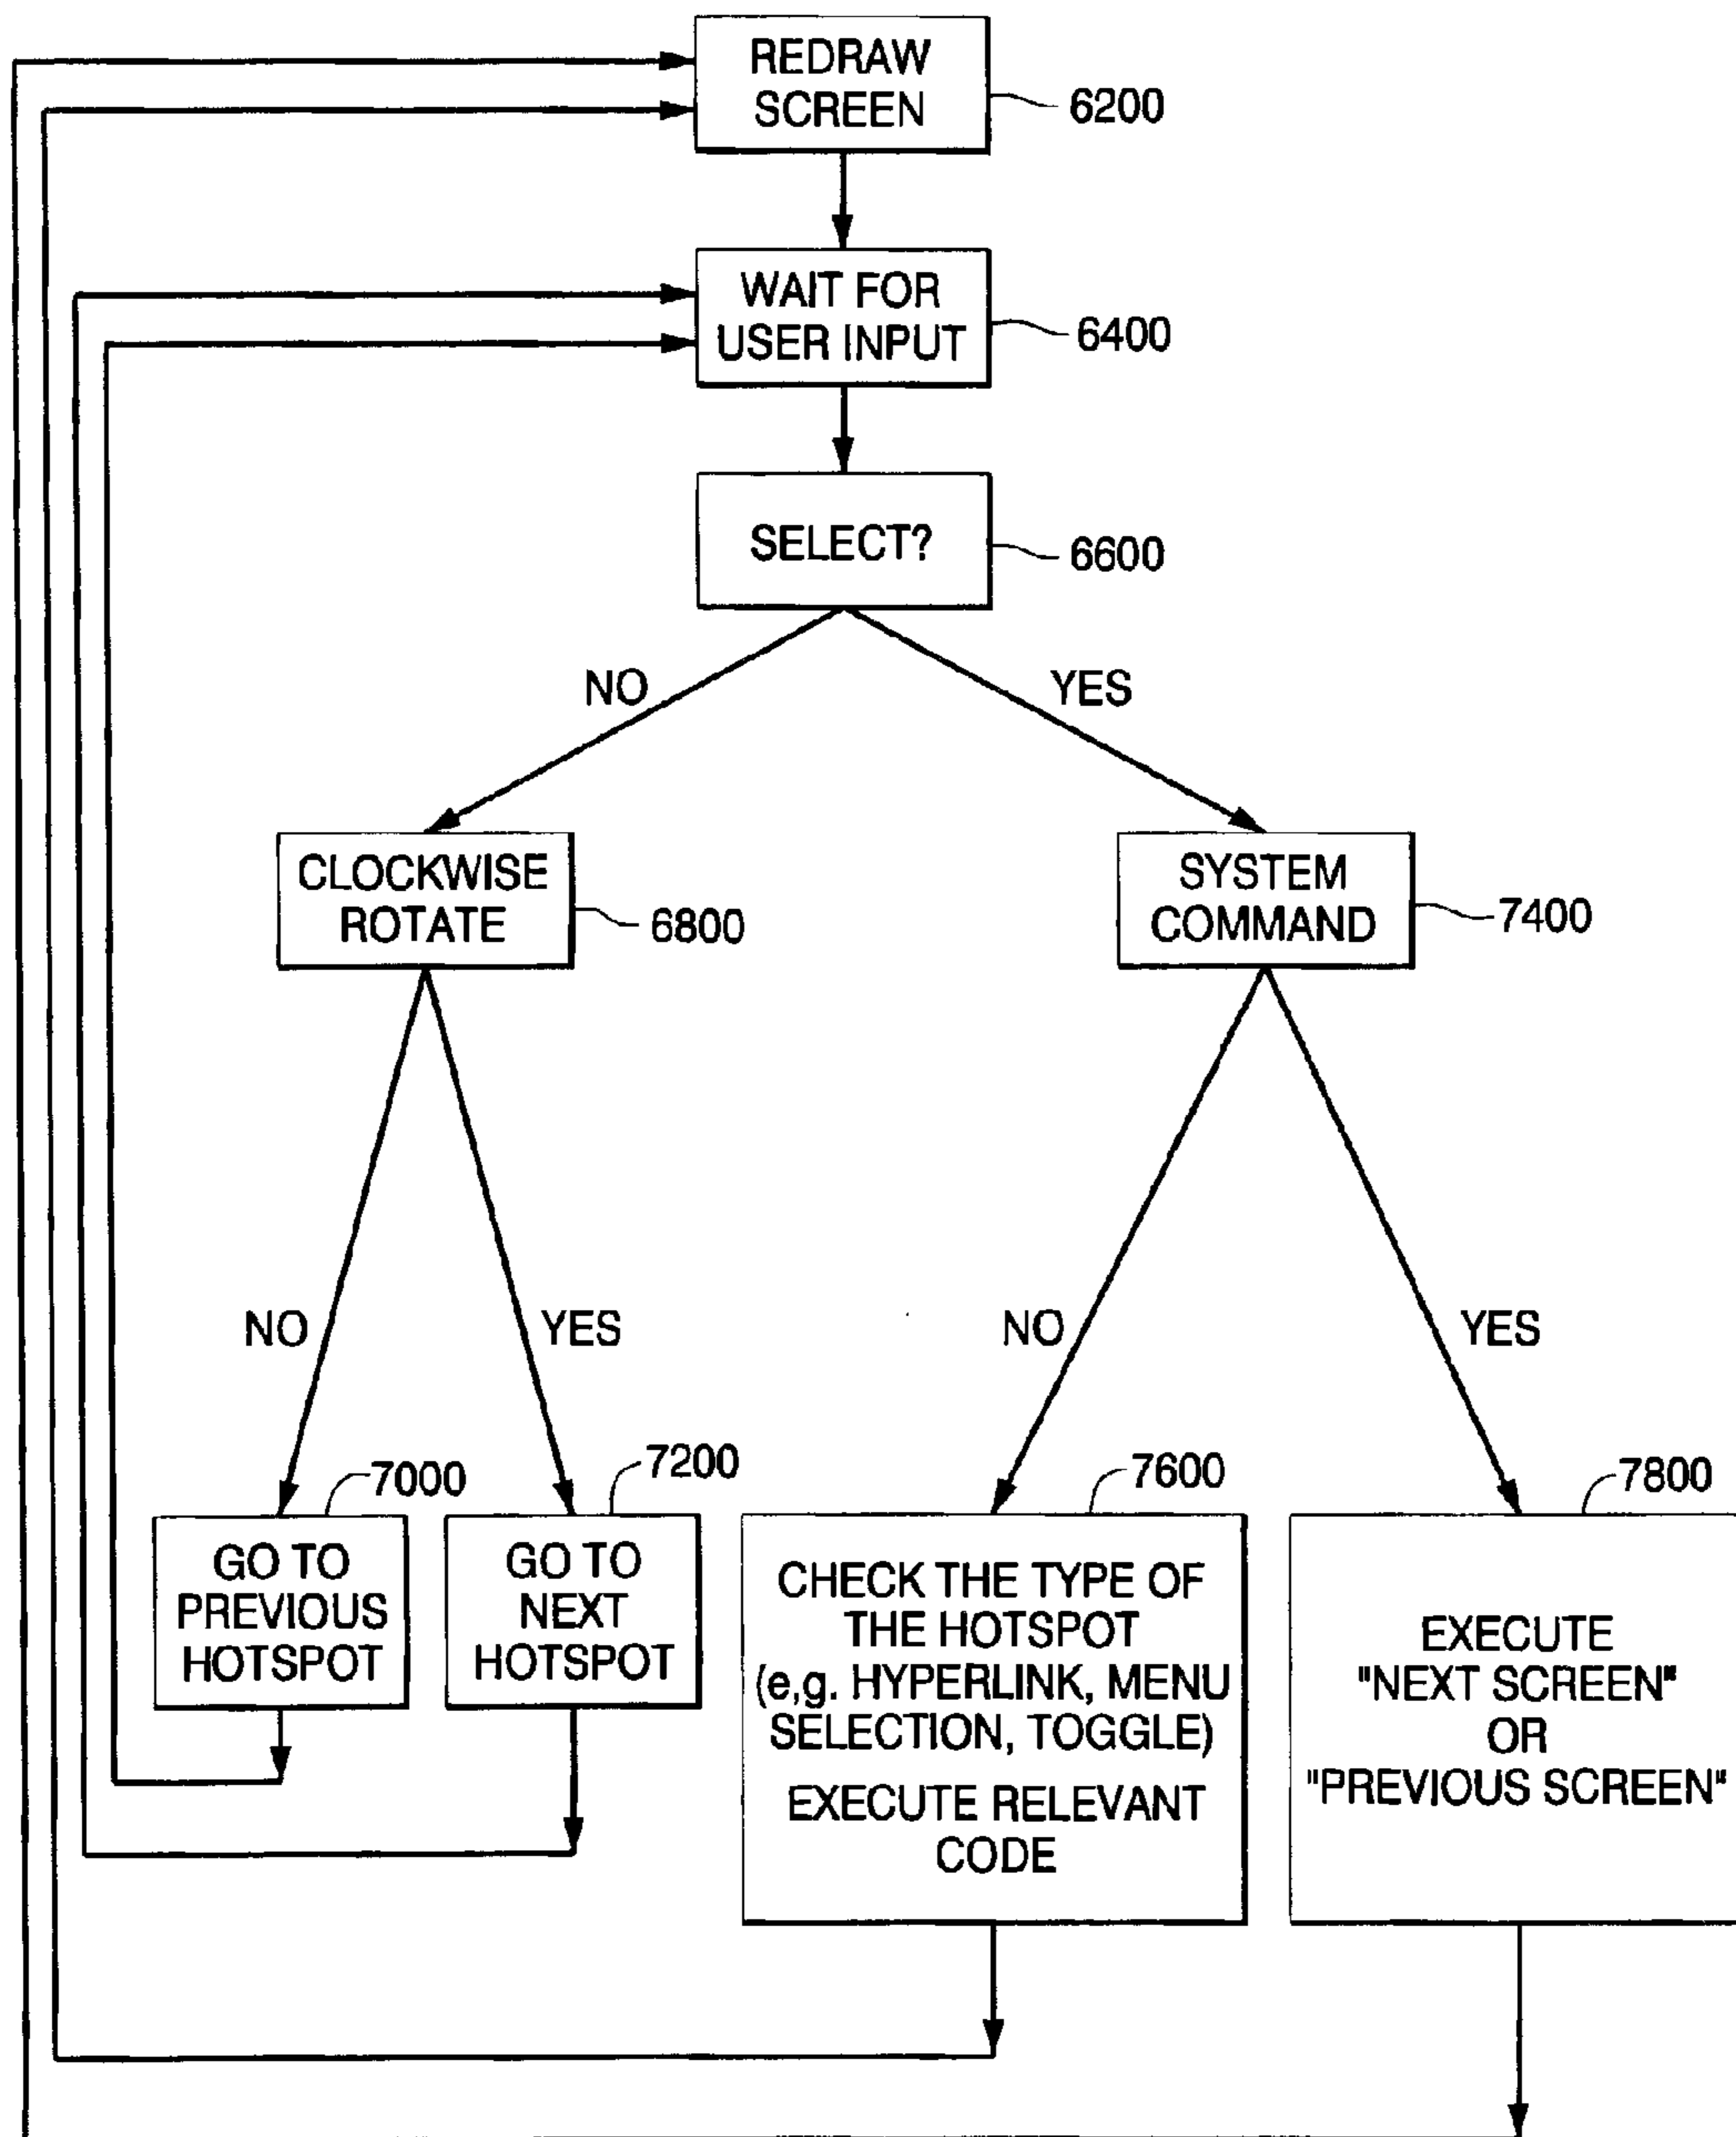 REDRAW
SCREEN
6200
WAIT FOR
USER INPUT
6400
SELECT?
6600
NO
YES
CLOCKWISE
ROTATE
6800
SYSTEM
COMMAND
7400
NO
YES
NO
YES
7000
7200
7600
7800
GO TO
PREVIOUS
HOTSPOT
GO TO
NEXT
HOTSPOT
CHECK THE TYPE OF
THE HOTSPOT
(e,g. HYPERLINK, MENU
SELECTION, TOGGLE)
EXECUTE RELEVANT
CODE
EXECUTE
"NEXT SCREEN"
OR
"PREVIOUS SCREEN"